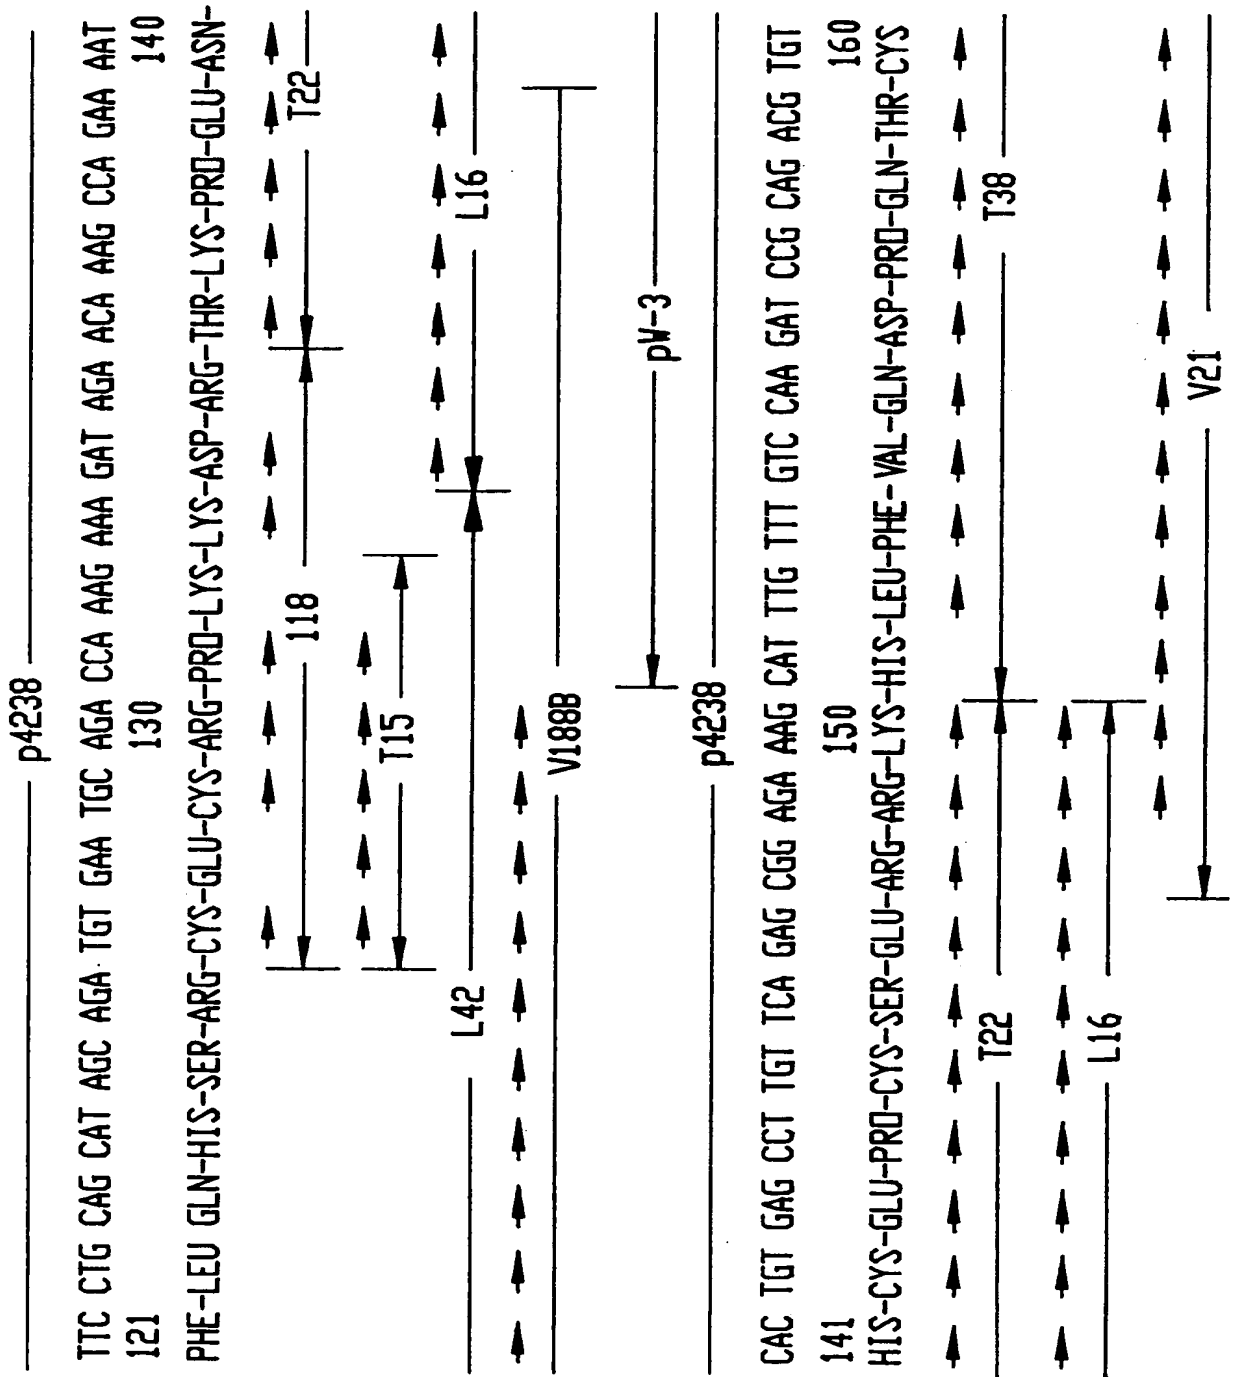 p4238
TTC CTG CAG CAT AGC AGA TGT GAA TGC AGA CCA AAG AAA GAT AGA ACA AAG CCA GAA AAT
121 130 140
PHE-LEU GLN-HIS-SER-ARG-CYS-GLU-CYS-ARG-PRO-LYS-LYS-ASP-ARG-THR-LYS-PRO-GLU-ASN-
118 T22
T15
L42 L16
V188B
pW-3
p4238
CAC TGT GAG CCT TGT TCA GAG CGG AGA AAG CAT TTG TTT GTC CAA GAT CCG CAG ACG TGT
141 150 160
HIS-CYS-GLU-PRO-CYS-SER-GLU-ARG-ARG-LYS-HIS-LEU-PHE-VAL-GLN-ASP-PRO-GLN-THR-CYS
T22 T38
L16
V21